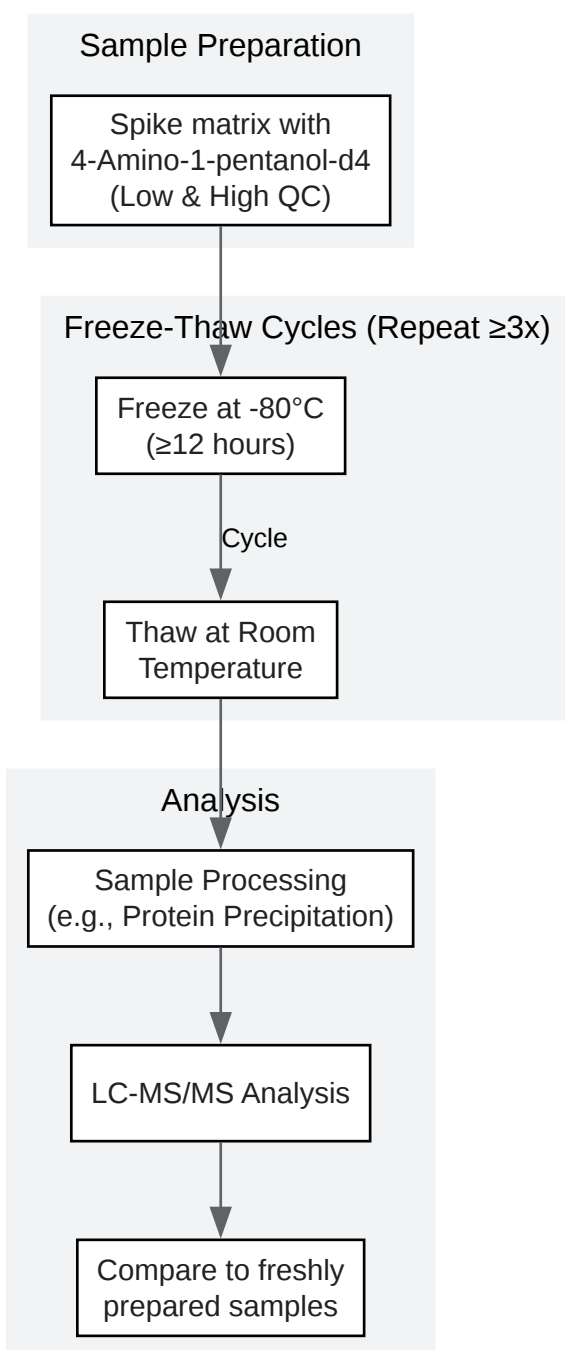 Sample Preparation
Spike matrix with
4-Amino-1-pentanol-d4
(Low & High QC)
Freeze-Thaw Cycles (Repeat ≥3x)
Freeze at -80°C
(≥12 hours)
Cycle
Thaw at Room
Temperature
Analysis
Sample Processing
(e.g., Protein Precipitation)
LC-MS/MS Analysis
Compare to freshly
prepared samples